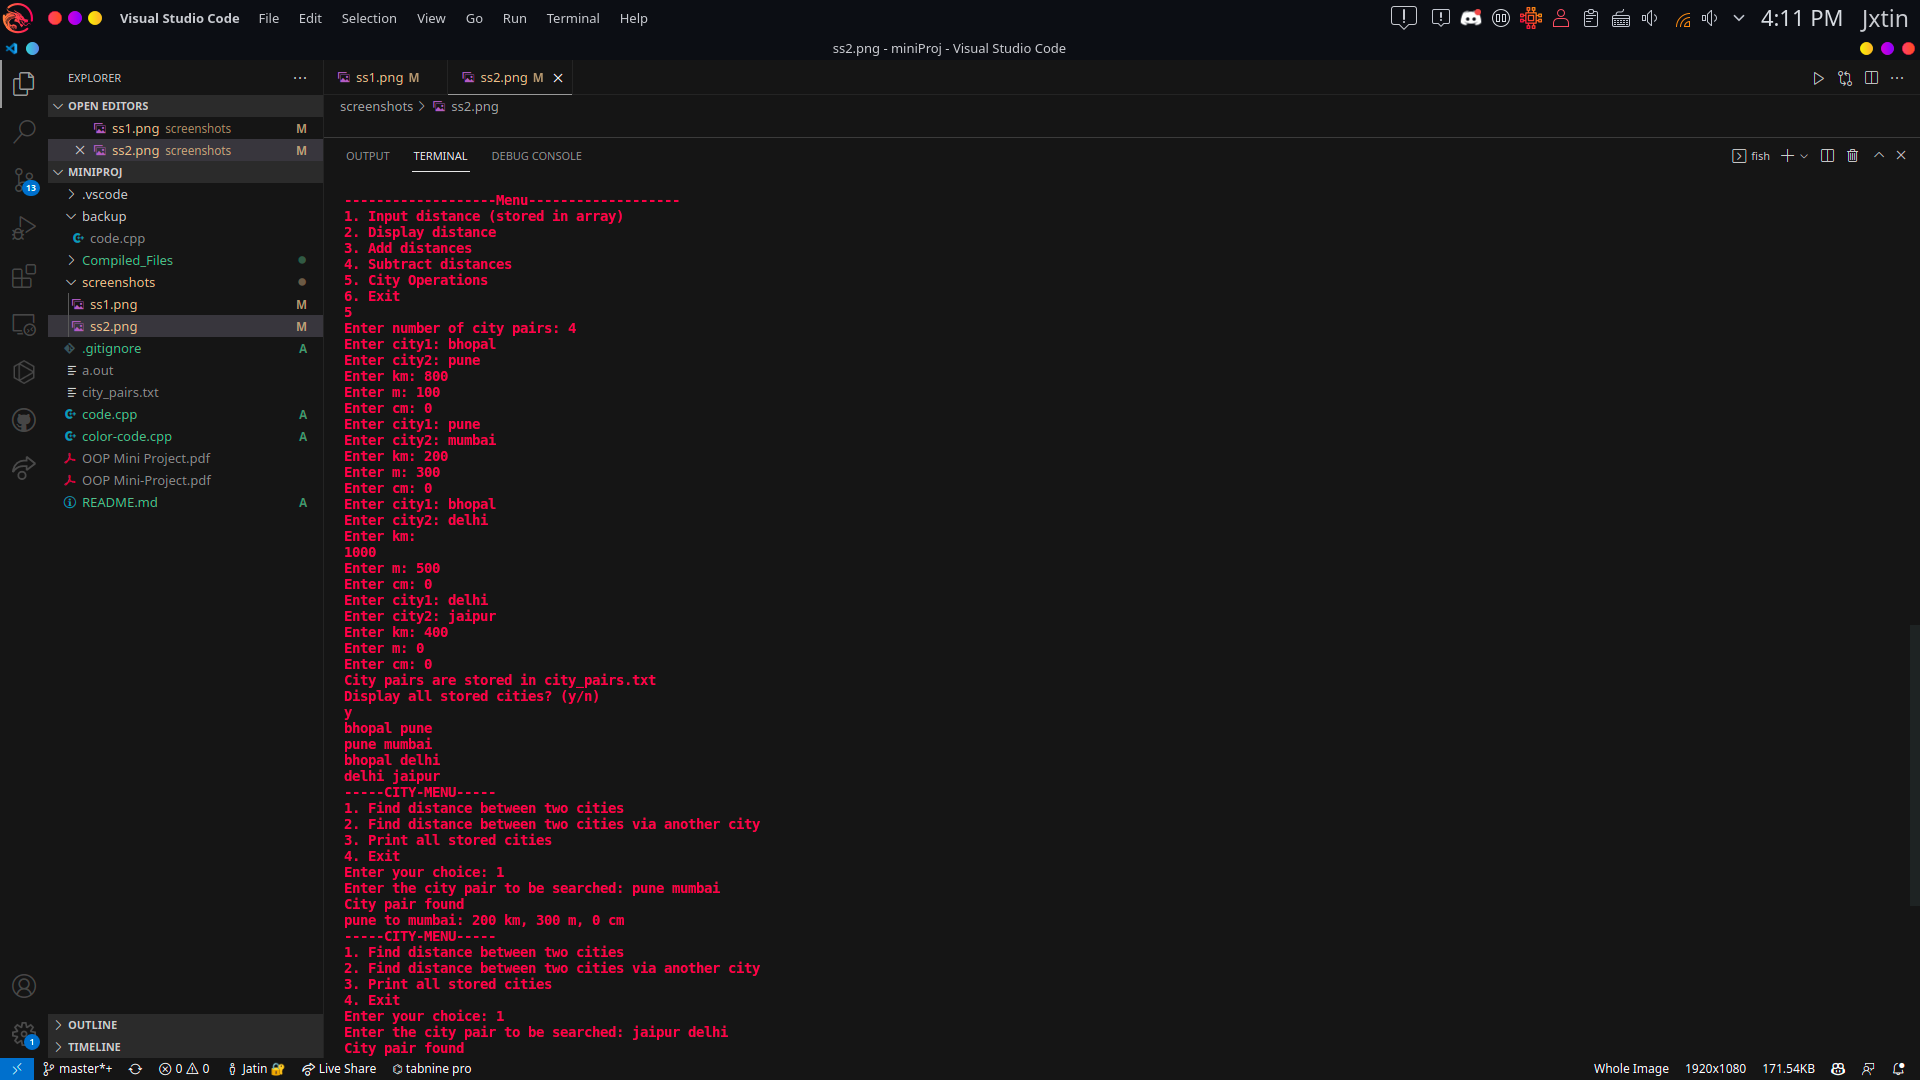 Visual Studio Code File Edit Selection View Go Run Terminal Help 4:11 PM Jxtin
ss2.png - miniProj - Visual Studio Code
EXPLORER
OPEN EDITORS
ss1.png screenshots M
ss2.png screenshots M
MINIPROJ
.vscode
backup
code.cpp
Compiled_Files
screenshots
ss1.png M
ss2.png M
.gitignore A
a.out
city_pairs.txt
code.cpp A
color-code.cpp A
OOP Mini Project.pdf
OOP Mini-Project.pdf
README.md A
13
1
OUTLINE
TIMELINE
ss1.png M ss2.png M
screenshots > ss2.png
OUTPUT TERMINAL DEBUG CONSOLE fish
-------------------Menu-------------------
1. Input distance (stored in array)
2. Display distance
3. Add distances
4. Subtract distances
5. City Operations
6. Exit
5
Enter number of city pairs: 4
Enter city1: bhopal
Enter city2: pune
Enter km: 800
Enter m: 100
Enter cm: 0
Enter city1: pune
Enter city2: mumbai
Enter km: 200
Enter m: 300
Enter cm: 0
Enter city1: bhopal
Enter city2: delhi
Enter km:
1000
Enter m: 500
Enter cm: 0
Enter city1: delhi
Enter city2: jaipur
Enter km: 400
Enter m: 0
Enter cm: 0
City pairs are stored in city_pairs.txt
Display all stored cities? (y/n)
y
bhopal pune
pune mumbai
bhopal delhi
delhi jaipur
-----CITY-MENU-----
1. Find distance between two cities
2. Find distance between two cities via another city
3. Print all stored cities
4. Exit
Enter your choice: 1
Enter the city pair to be searched: pune mumbai
City pair found
pune to mumbai: 200 km, 300 m, 0 cm
-----CITY-MENU-----
1. Find distance between two cities
2. Find distance between two cities via another city
3. Print all stored cities
4. Exit
Enter your choice: 1
Enter the city pair to be searched: jaipur delhi
City pair found
master*+ 0 0 Jatin Live Share tabnine pro Whole Image 1920x1080 171.54KB